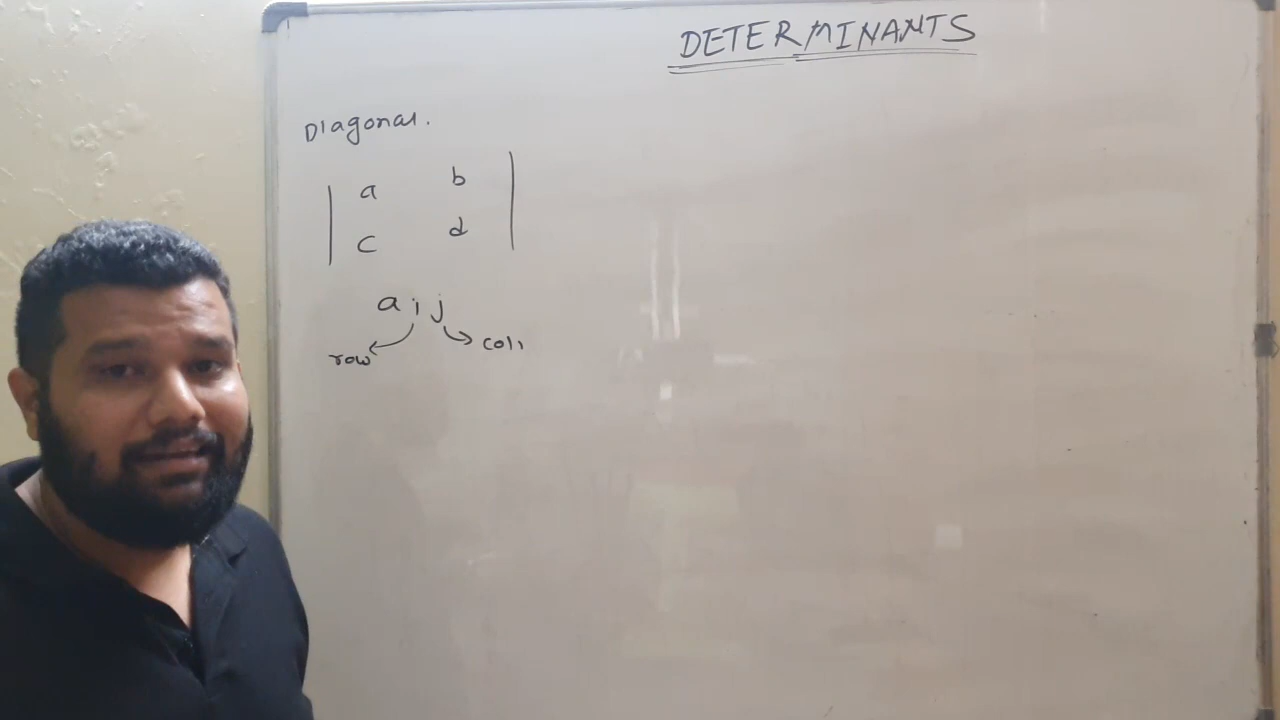 DETERMINANTS
Diagonal.
| a b |
| c d |
a i j
row col,